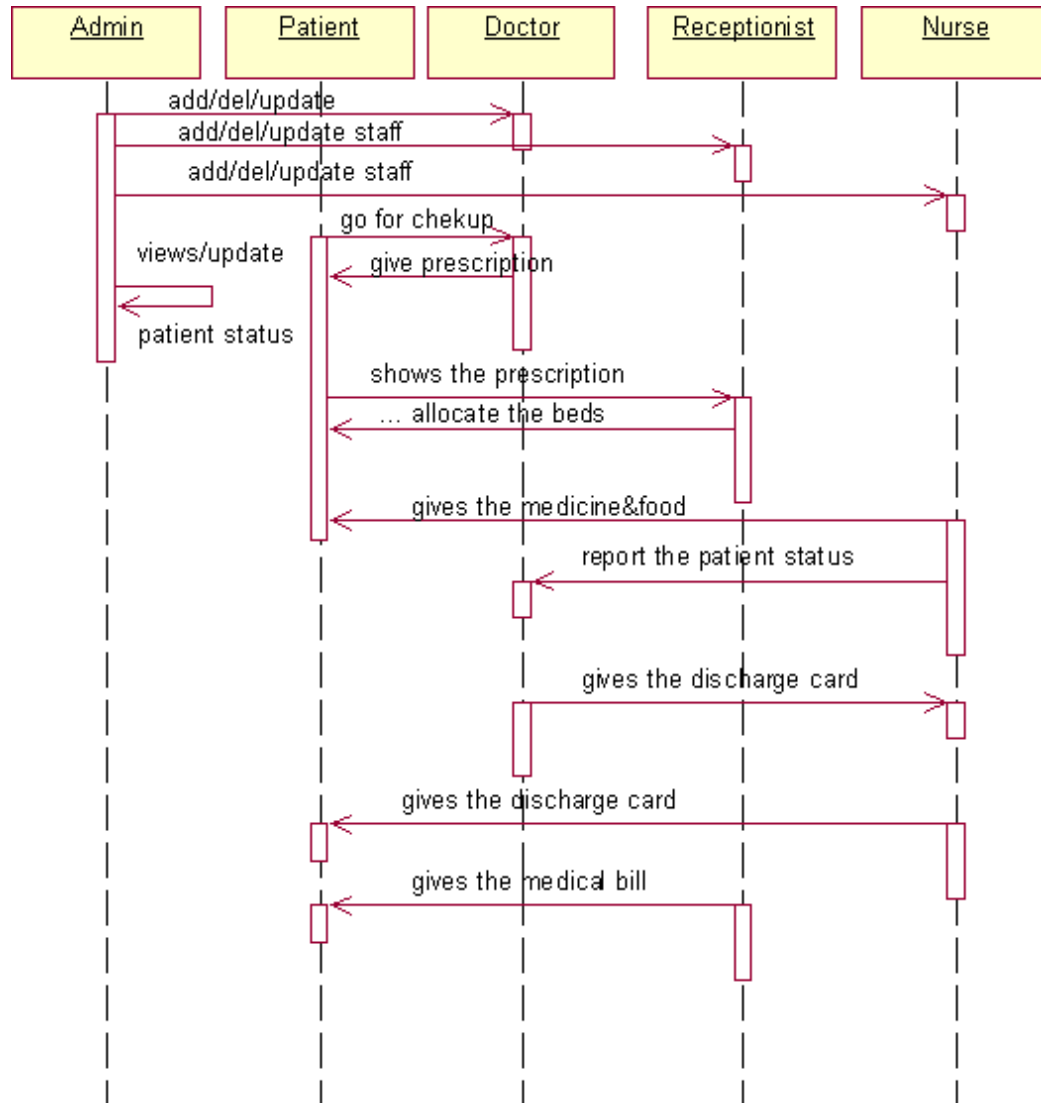 Admin
Patient
Doctor
Receptionist
Nurse
add/del/update
add/del/update staff
add/del/update staff
go for chekup
views/update
give prescription
patient status
shows the prescription
... allocate the beds
gives the medicine&food
report the patient status
gives the discharge card
gives the discharge card
gives the medical bill